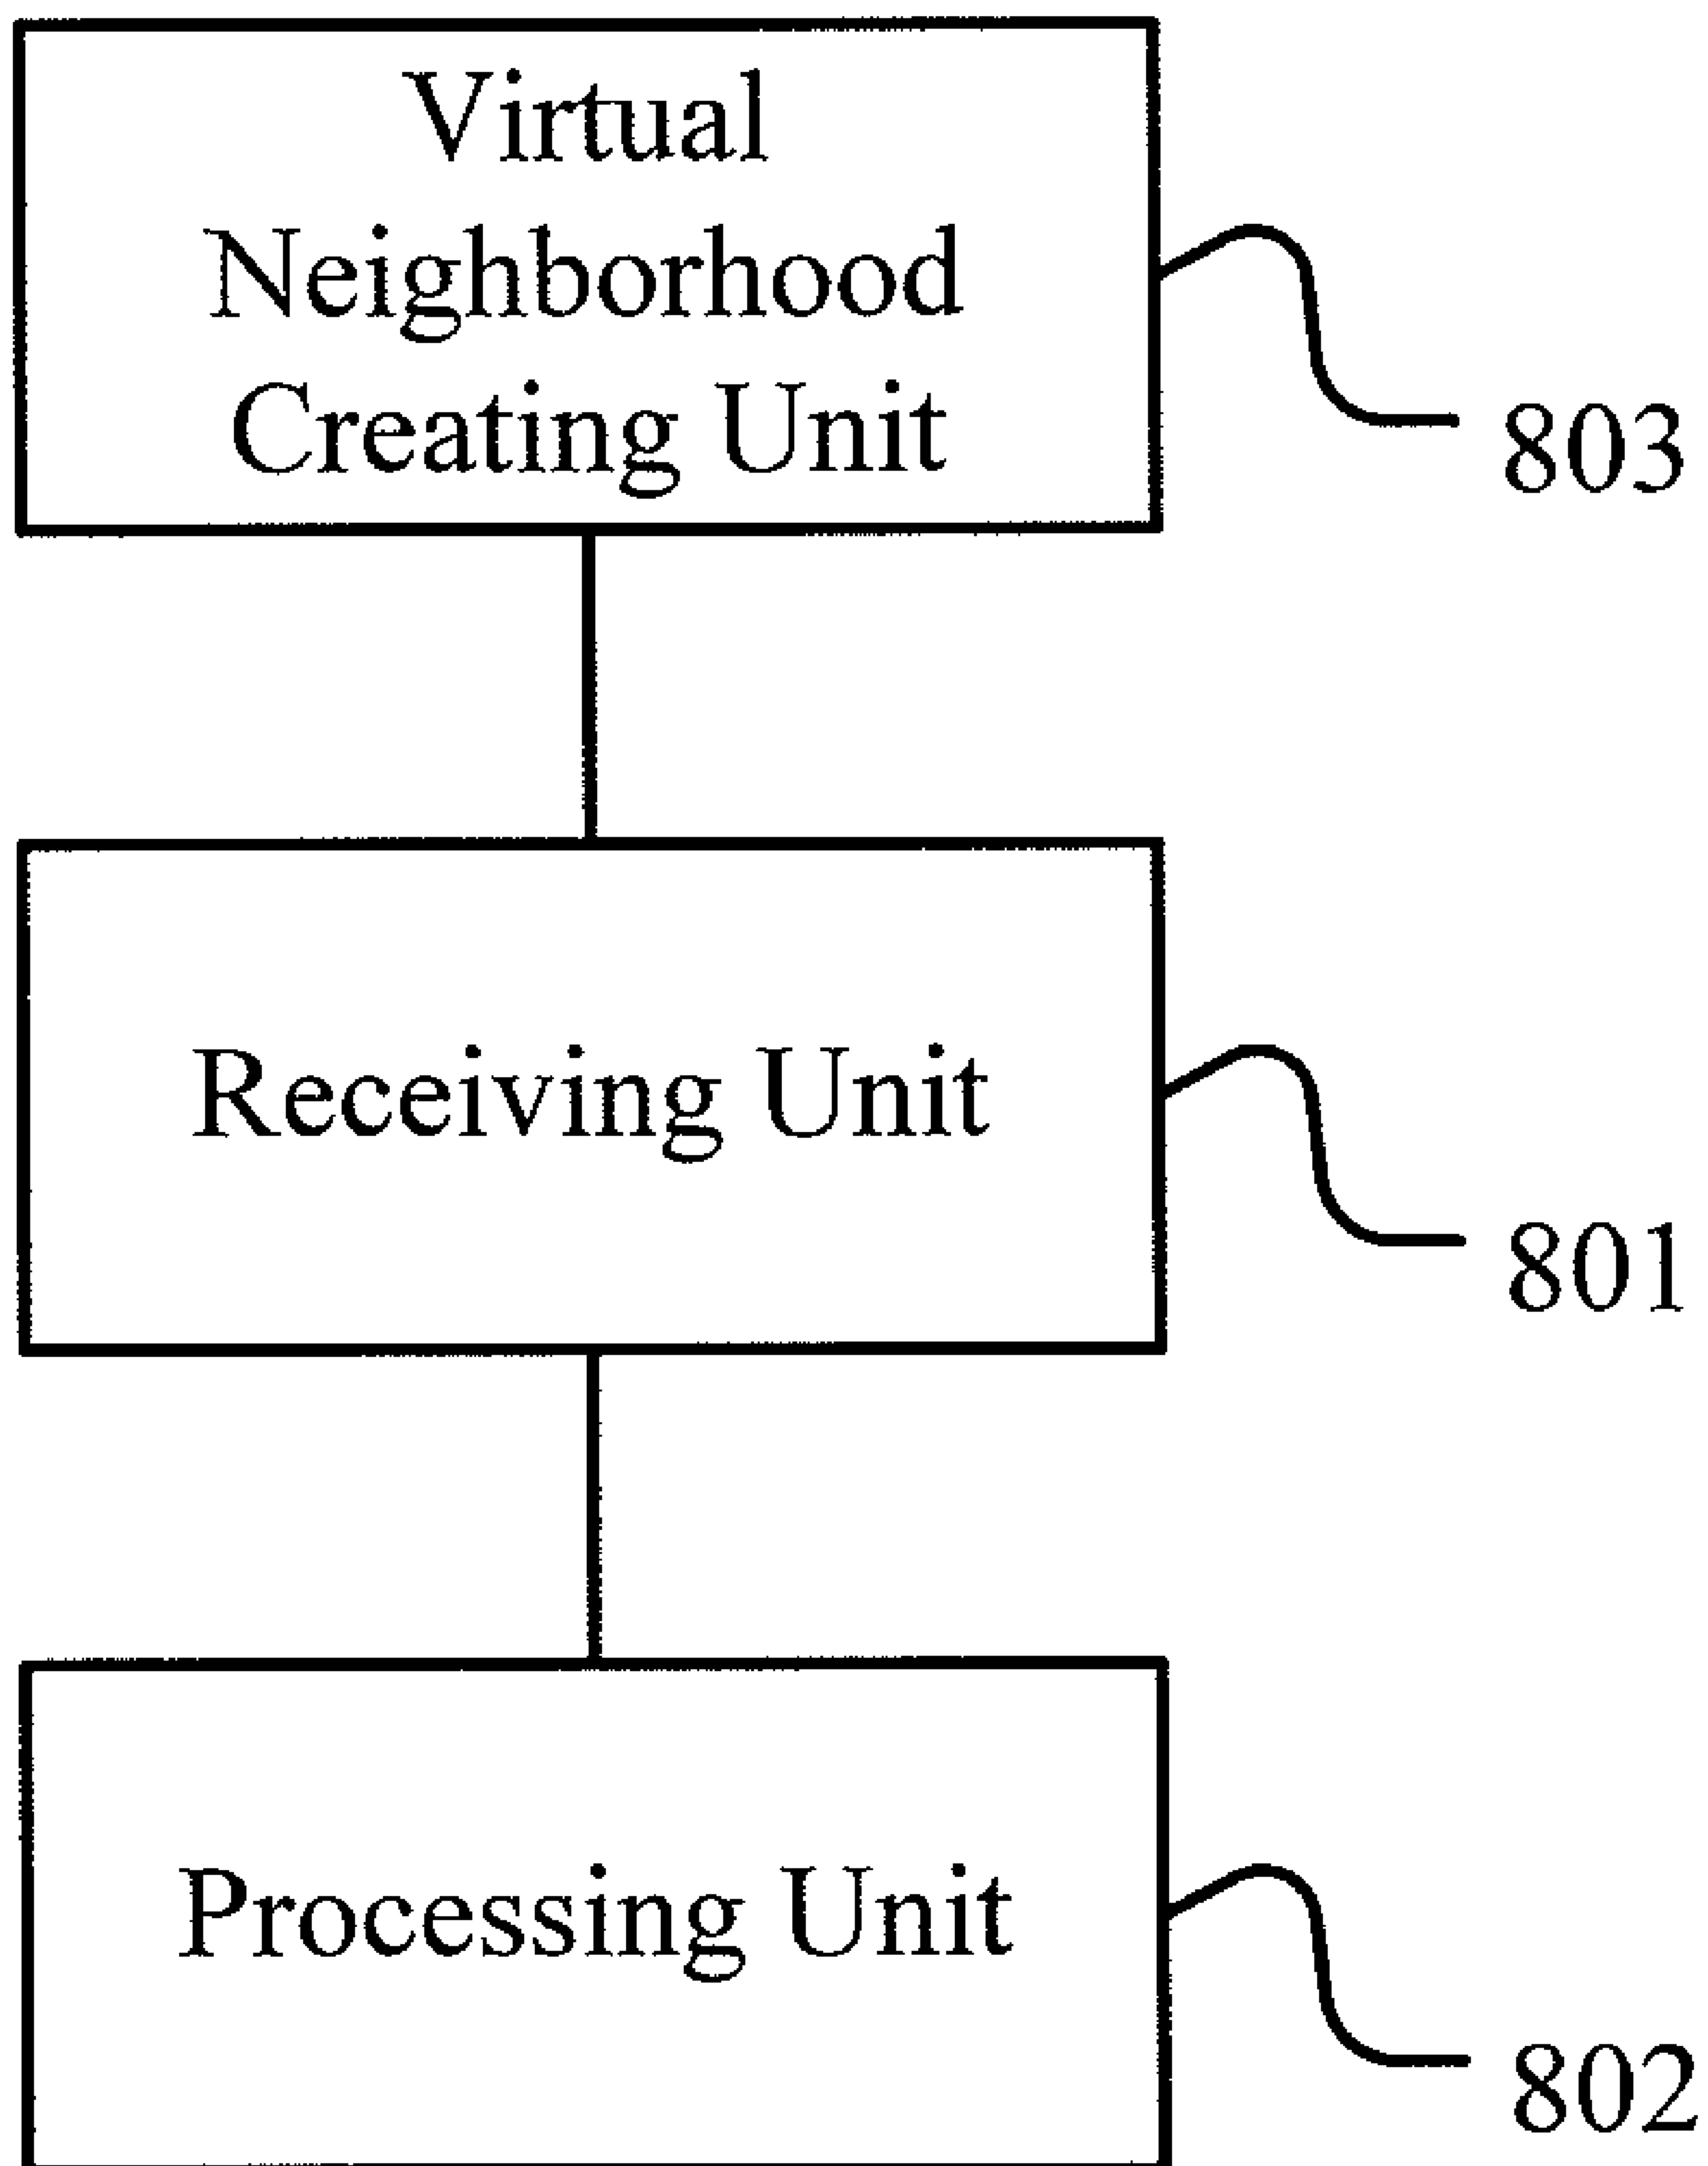 Virtual
Neighborhood
Creating Unit
803
Receiving Unit
801
Processing Unit
802